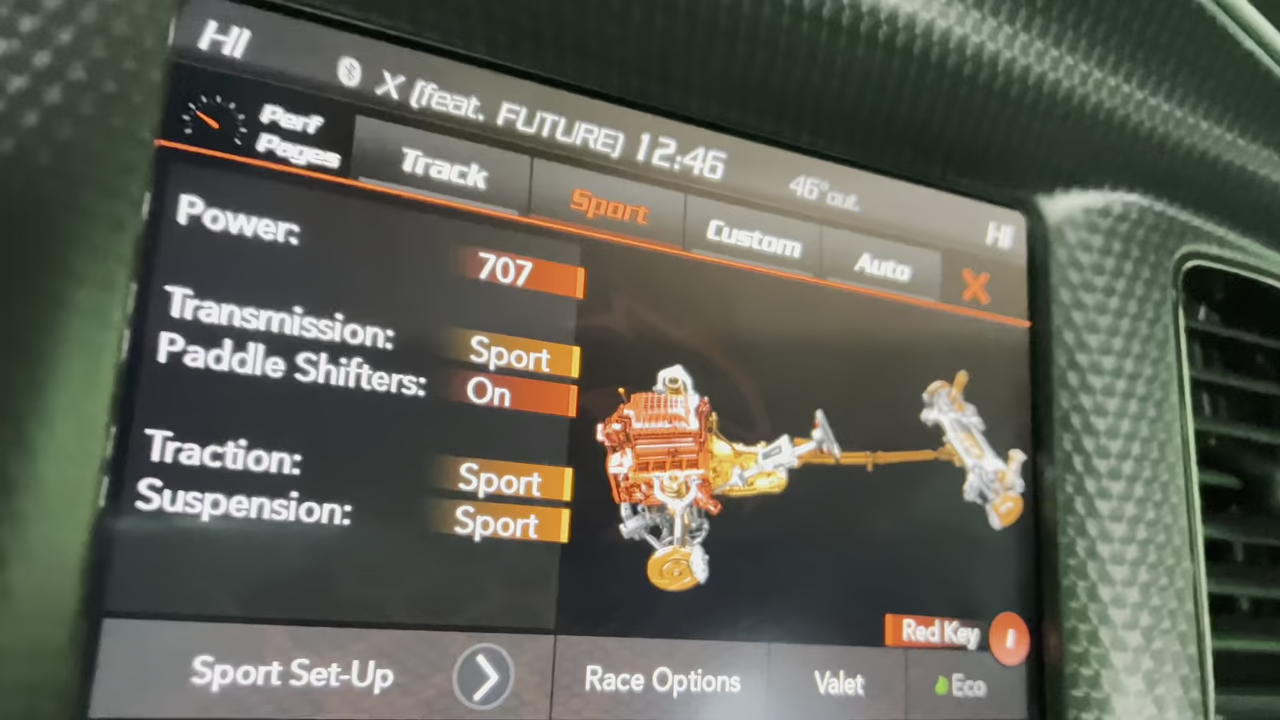 HI
X (feat. FUTURE) 12:46
46°out.
HI
Perf
Pages
Track
Sport
Custom
Auto
X
Power:
707
Transmission:
Sport
Paddle Shifters:
On
Traction:
Sport
Suspension:
Sport
Red Key
Sport Set-Up
Race Options
Valet
Eco